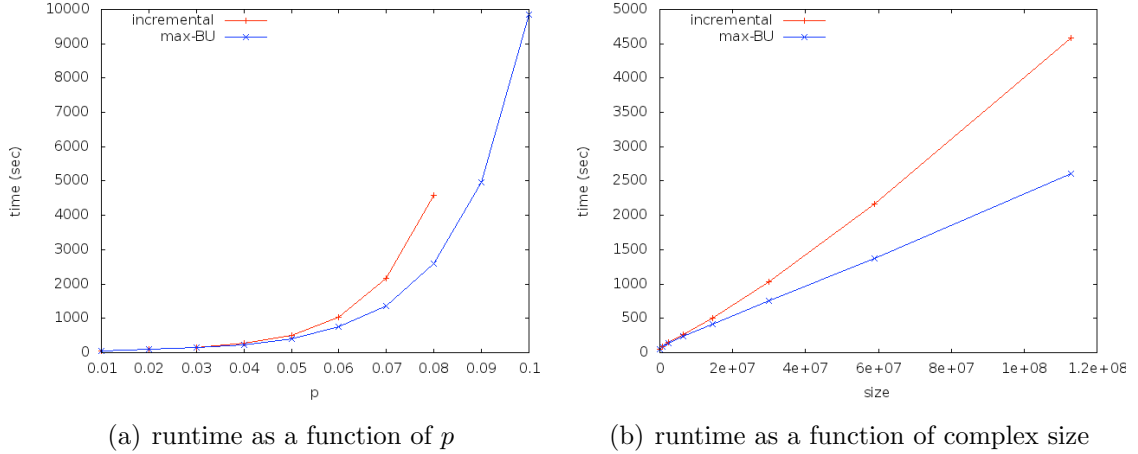 incremental
max-BU
10000
9000
8000
7000
6000
5000
4000
3000
2000
1000
0
time (sec)
0.01 0.02 0.03 0.04 0.05 0.06 0.07 0.08 0.09 0.1
p
(a) runtime as a function of p
incremental
max-BU
5000
4500
4000
3500
3000
2500
2000
1500
1000
500
0
time (sec)
0 2e+07 4e+07 6e+07 8e+07 1e+08 1.2e+08
size
(b) runtime as a function of complex size